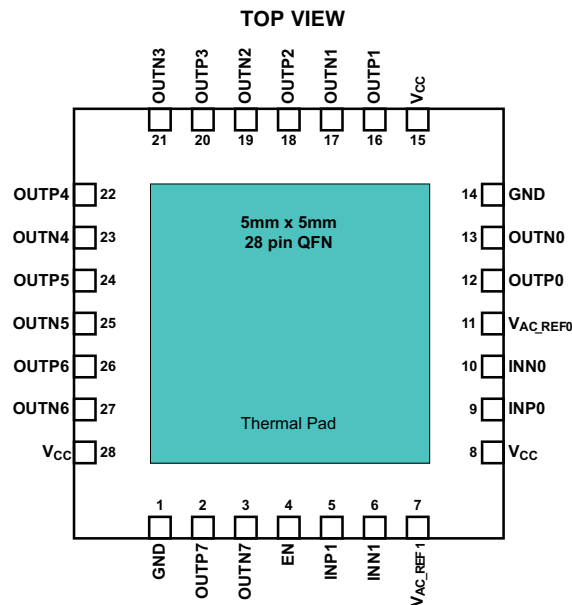 TOP VIEW
OUTN3
OUTP3
OUTN2
OUTP2
OUTN1
OUTP1
VCC
21
20
19
18
17
16
15
OUTP4
22
OUTN4
23
OUTP5
24
OUTN5
25
OUTP6
26
OUTN6
27
VCC
28
5mm x 5mm
28 pin QFN
Thermal Pad
14
GND
13
OUTN0
12
OUTP0
11
VAC_REF0
10
INN0
9
INP0
8
VCC
1
2
3
4
5
6
7
GND
OUTP7
OUTN7
EN
INP1
INN1
VAC_REF1